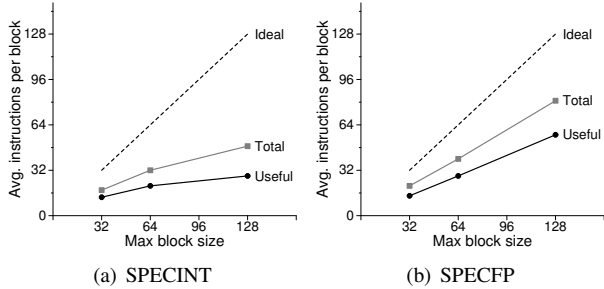 Avg. instructions per block
128
96
64
32
0
Ideal
Total
Useful
32 64 96 128
Max block size
(a) SPECINT
Avg. instructions per block
128
96
64
32
0
Ideal
Total
Useful
32 64 96 128
Max block size
(b) SPECFP